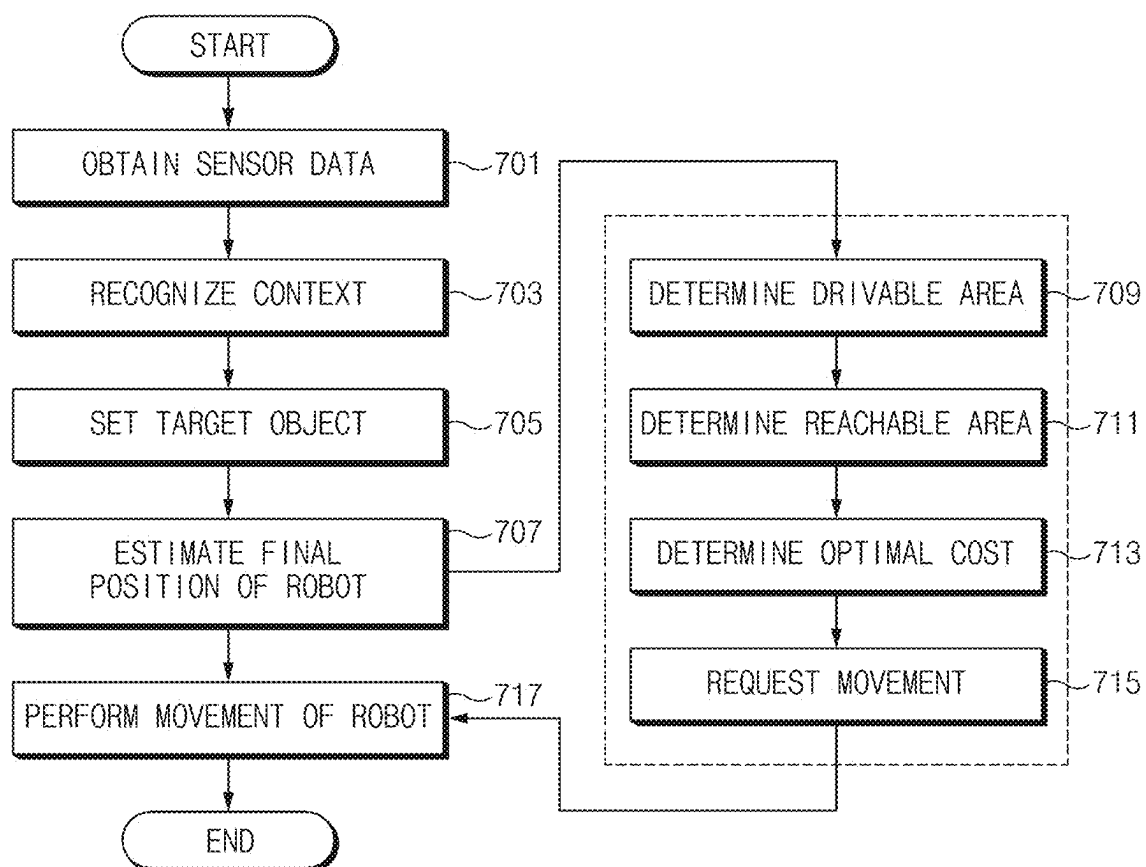 START
OBTAIN SENSOR DATA
701
RECOGNIZE CONTEXT
703
SET TARGET OBJECT
705
ESTIMATE FINAL
POSITION OF ROBOT
707
DETERMINE DRIVABLE AREA
709
DETERMINE REACHABLE AREA
711
DETERMINE OPTIMAL COST
713
REQUEST MOVEMENT
715
PERFORM MOVEMENT OF ROBOT
717
END